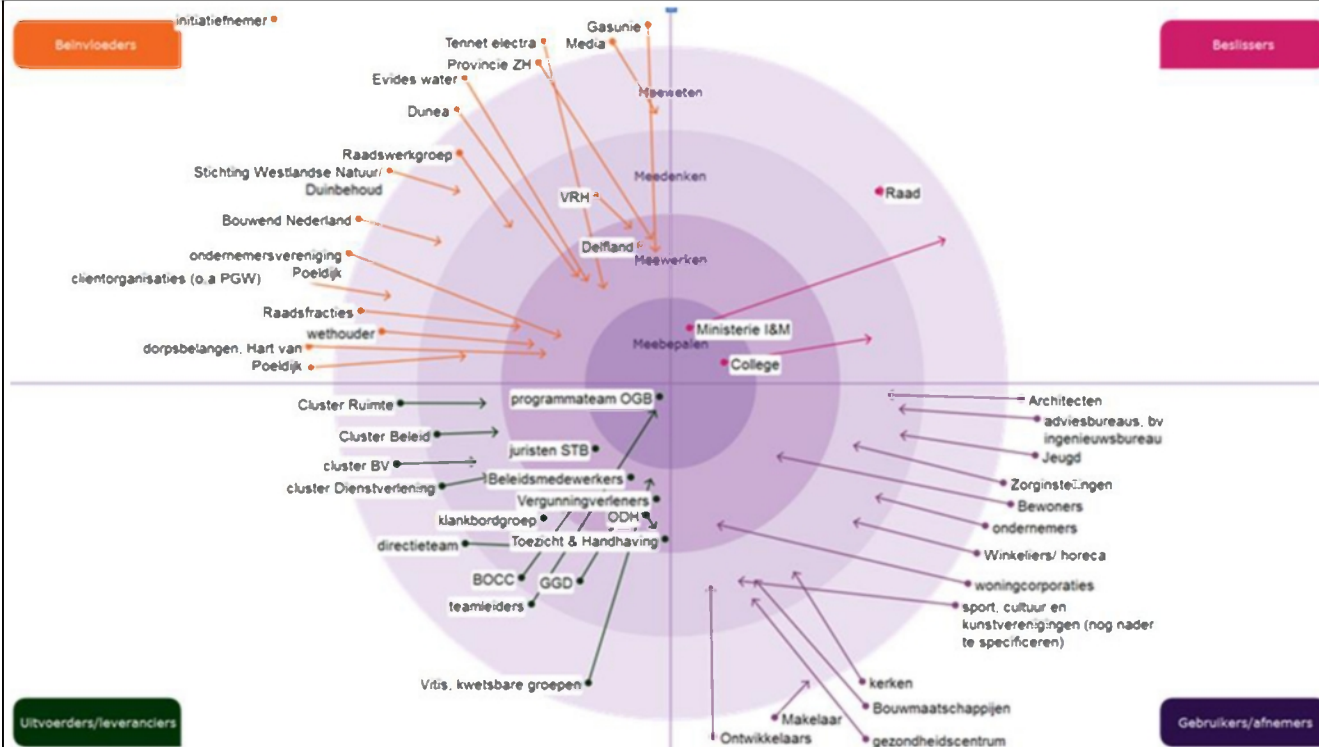 initiatiefnemer
Beïnvloeders
Beslissers
Gasunie
Tennet electra
Media
Provincie ZH
Evides water
Meeweten
Dunea
Raadswerkgroep
Stichting Westlandse Natuur/
Duinbehoud
Meedenken
VRH
Raad
Bouwend Nederland
Delfland
ondernemersvereniging
Poeldijk
Meewerken
clientorganisaties (o.a PGW)
Raadsfracties
wethouder
Ministerie I&M
Meebepalen
dorpsbelangen, Hart van
Poeldijk
College
programmateam OGB
Cluster Ruimte
Architecten
adviesbureaus, bv
ingenieuwsbureau
Cluster Beleid
juristen STB
Jeugd
cluster BV
Beleidsmedewerkers
cluster Dienstverlening
Zorginstellingen
Vergunningverleners
Bewoners
klankbordgroep
ODH
ondernemers
directieteam
Toezicht & Handhaving
Winkeliers/ horeca
BOCC
GGD
woningcorporaties
teamleiders
sport, cultuur en
kunstverenigingen (nog nader
te specificeren)
Vitis, kwetsbare groepen
kerken
Bouwmaatschappijen
Makelaar
Uitvoerders/leveranciers
Gebruikers/afnemers
Ontwikkelaars
gezondheidscentrum